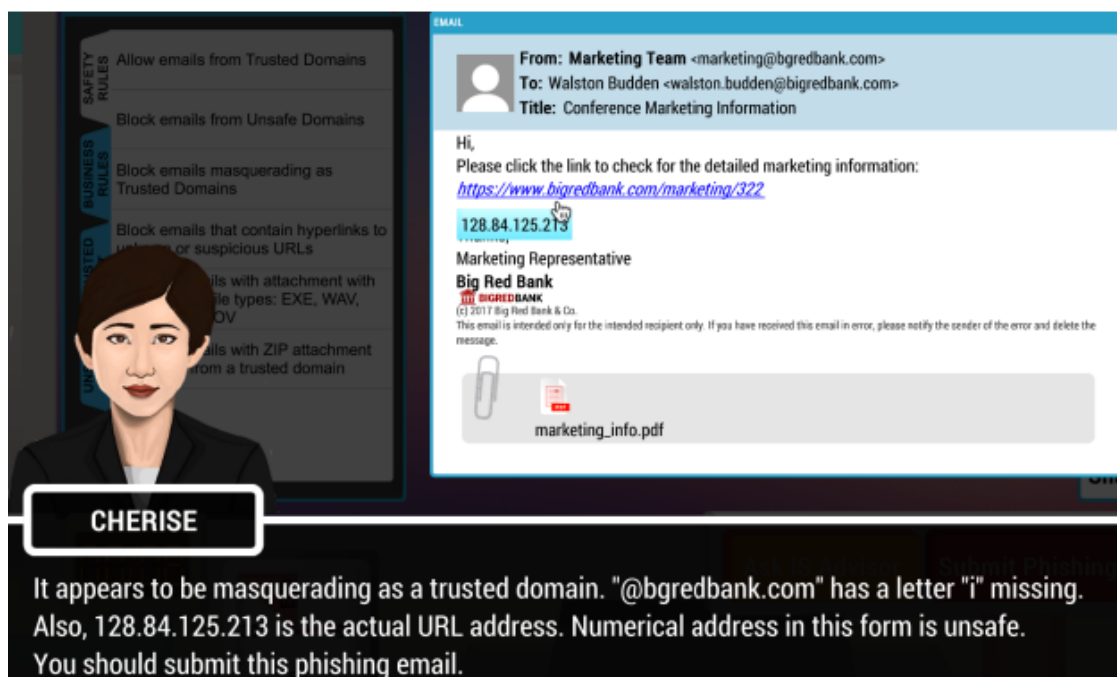 EMAIL
SAFETY
RULES
Allow emails from Trusted Domains
Block emails from Unsafe Domains
BUSINESS
RULES
Block emails masquerading as
Trusted Domains
Block emails that contain hyperlinks to
or suspicious URLs
with attachment with
types: EXE, WAV,
with ZIP attachment
from a trusted domain
From: Marketing Team <marketing@bgredbank.com>
To: Walston Budden <walston.budden@bigredbank.com>
Title: Conference Marketing Information
Hi,
Please click the link to check for the detailed marketing information:
https://www.bigredbank.com/marketing/322
128.84.125.213
Marketing Representative
Big Red Bank
BIGREDBANK
(c) 2017 Big Red Bank & Co.
This email is intended only for the intended recipient only. If you have received this email in error, please notify the sender of the error and delete the
message.
marketing_info.pdf
Submit Phishing
CHERISE
It appears to be masquerading as a trusted domain. "@bgredbank.com" has a letter "i" missing.
Also, 128.84.125.213 is the actual URL address. Numerical address in this form is unsafe.
You should submit this phishing email.